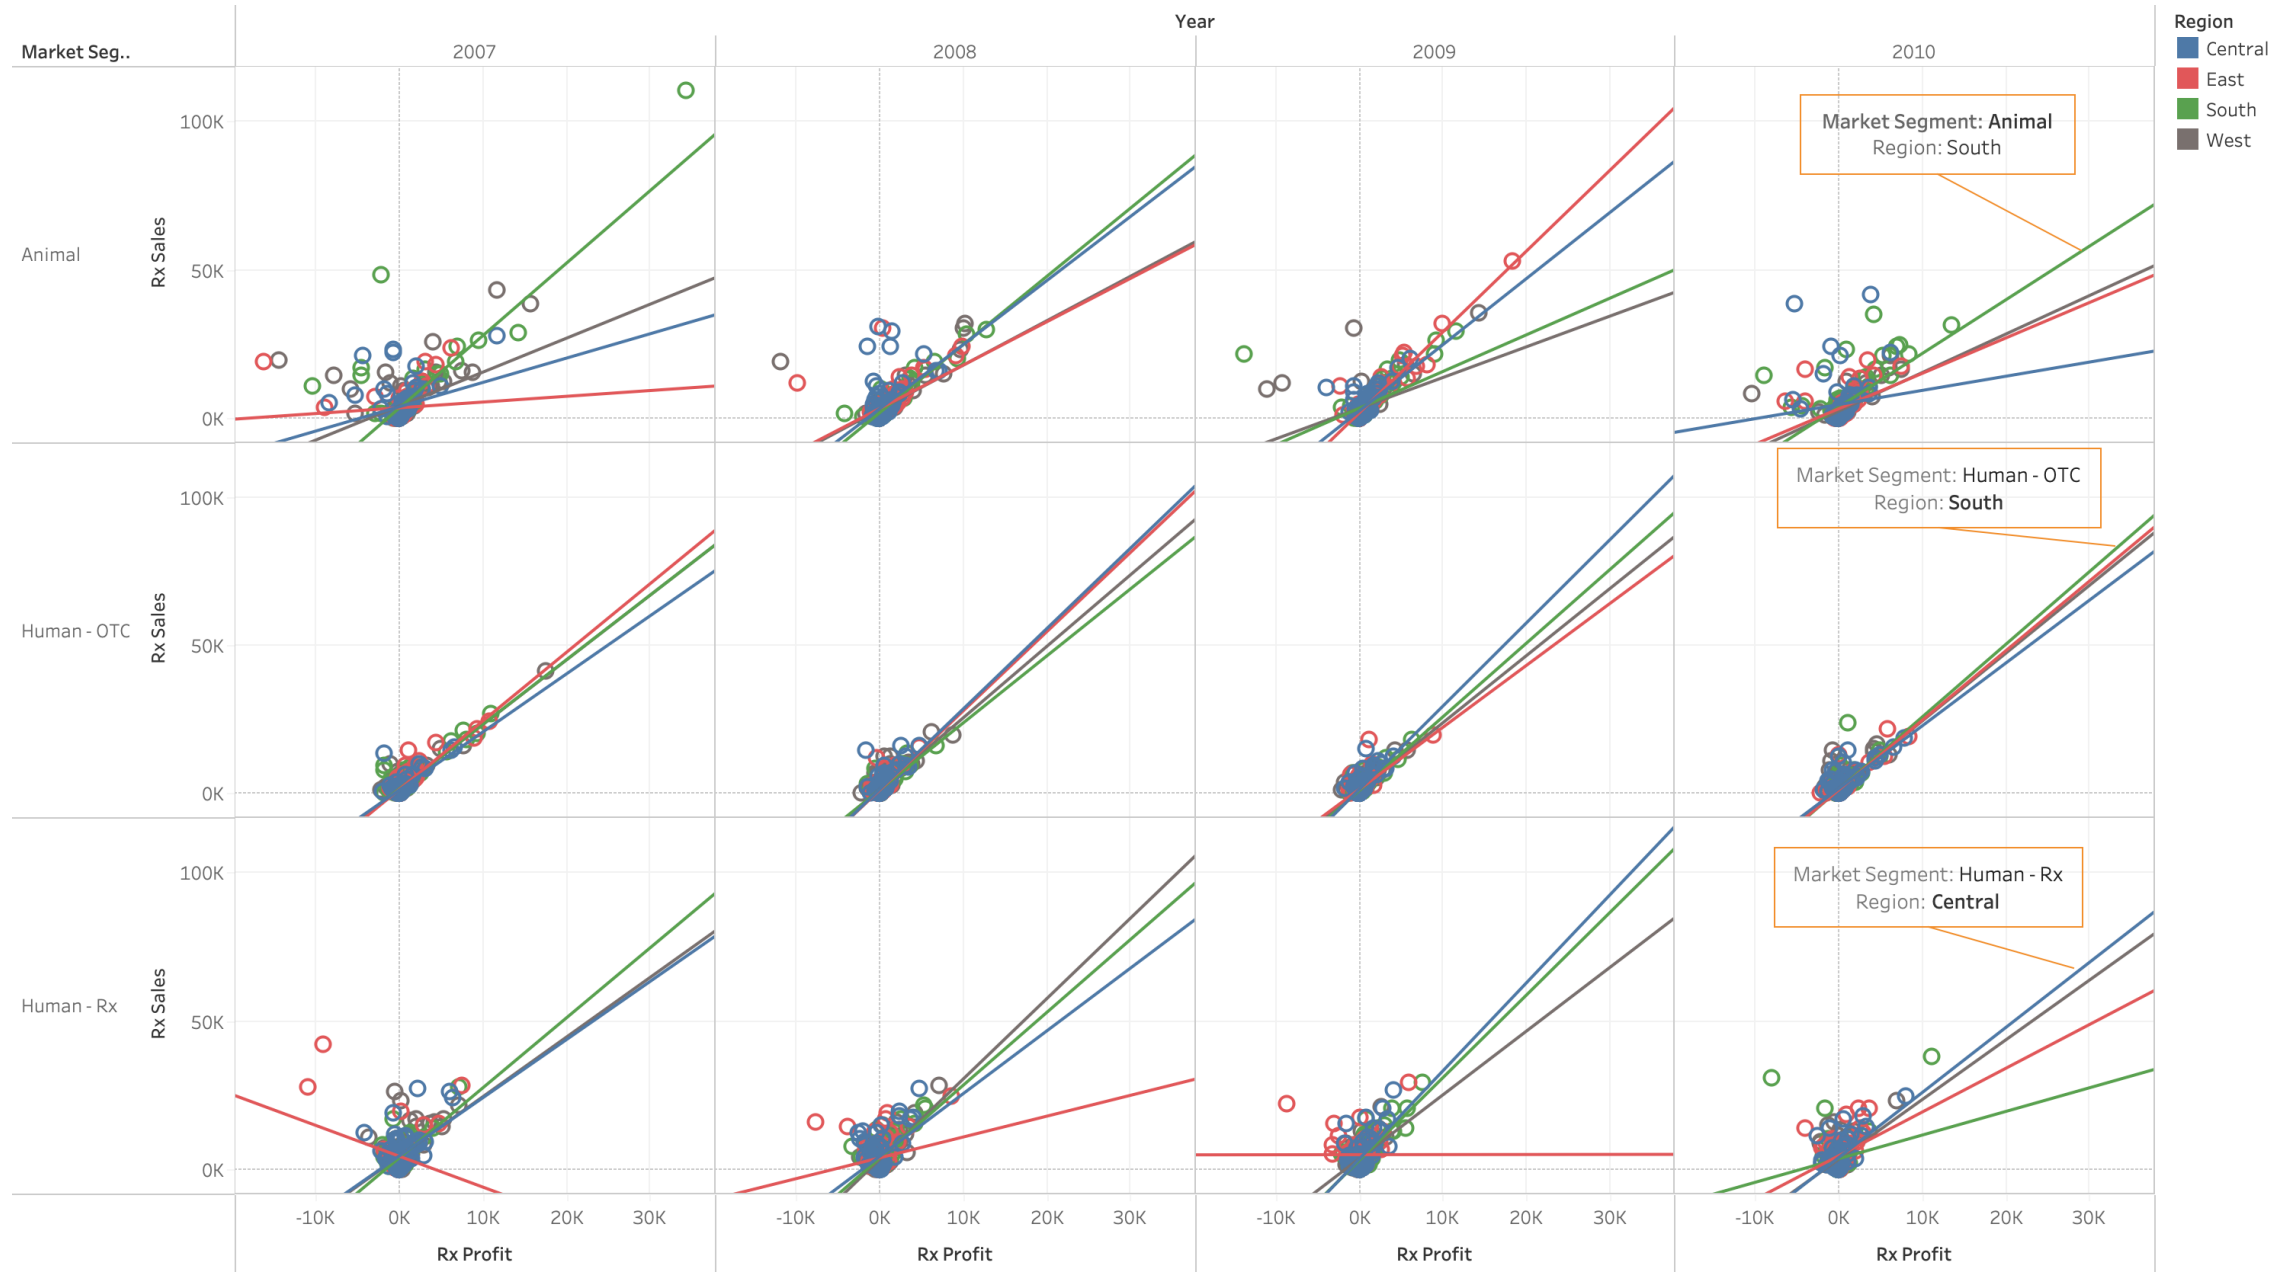 Year
Region
Market Seg..
2007
2008
2009
2010
Central
East
South
West
Animal
Rx Sales
100K
50K
0K
Market Segment: Animal
Region: South
Human - OTC
Rx Sales
100K
50K
0K
Market Segment: Human - OTC
Region: South
Human - Rx
Rx Sales
100K
50K
0K
Market Segment: Human - Rx
Region: Central
-10K 0K 10K 20K 30K
-10K 0K 10K 20K 30K
-10K 0K 10K 20K 30K
-10K 0K 10K 20K 30K
Rx Profit
Rx Profit
Rx Profit
Rx Profit